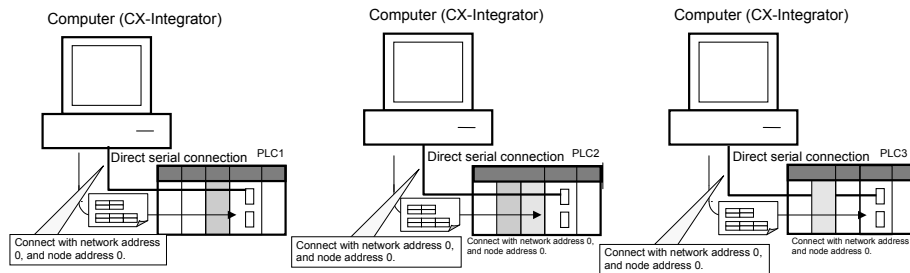 Computer (CX-Integrator)
Direct serial connection PLC1
Connect with network address
0, and node address 0.
Computer (CX-Integrator)
Direct serial connection PLC2
Connect with network address 0,
and node address 0.
Connect with network address 0,
and node address 0.
Computer (CX-Integrator)
Direct serial connection PLC3
Connect with network address 0,
and node address 0.
Connect with network address
and node address 0.